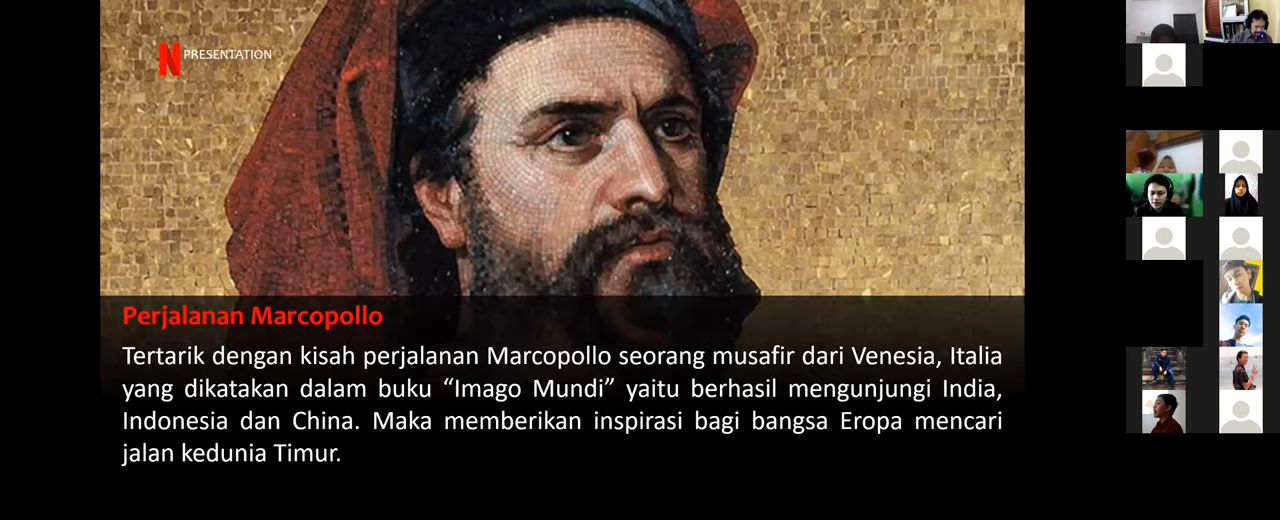 N PRESENTATION
Perjalanan Marcopollo
Tertarik dengan kisah perjalanan Marcopollo seorang musafir dari Venesia, Italia
yang dikatakan dalam buku “Imago Mundi” yaitu berhasil mengunjungi India,
Indonesia dan China. Maka memberikan inspirasi bagi bangsa Eropa mencari
jalan kedunia Timur.